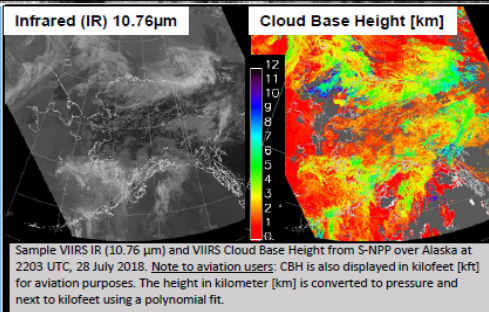 Infrared (IR) 10.76µm
Cloud Base Height [km]
12
11
10
9
8
7
6
5
4
3
2
1
0
Sample VIIRS IR (10.76 µm) and VIIRS Cloud Base Height from S-NPP over Alaska at
2203 UTC, 28 July 2018. Note to aviation users: CBH is also displayed in kilofeet [kft]
for aviation purposes. The height in kilometer [km] is converted to pressure and
next to kilofeet using a polynomial fit.